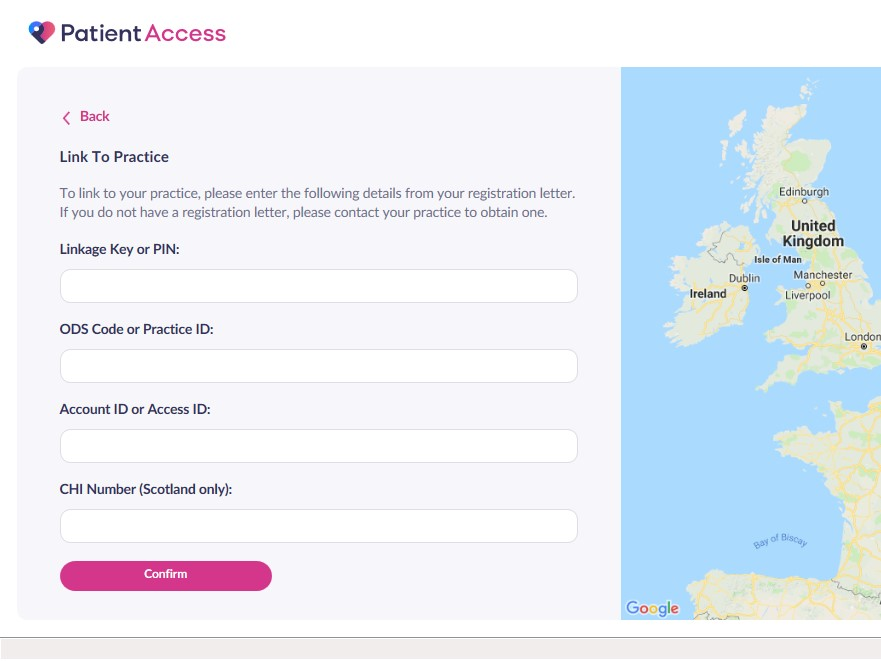 PatientAccess
Back
Link To Practice
To link to your practice, please enter the following details from your registration letter.
If you do not have a registration letter, please contact your practice to obtain one.
Linkage Key or PIN:
ODS Code or Practice ID:
Account ID or Access ID:
CHI Number (Scotland only):
Confirm
Edinburgh
United
Kingdom
Isle of Man
Dublin
Manchester
Ireland
Liverpool
London
Bay of Biscay
Google